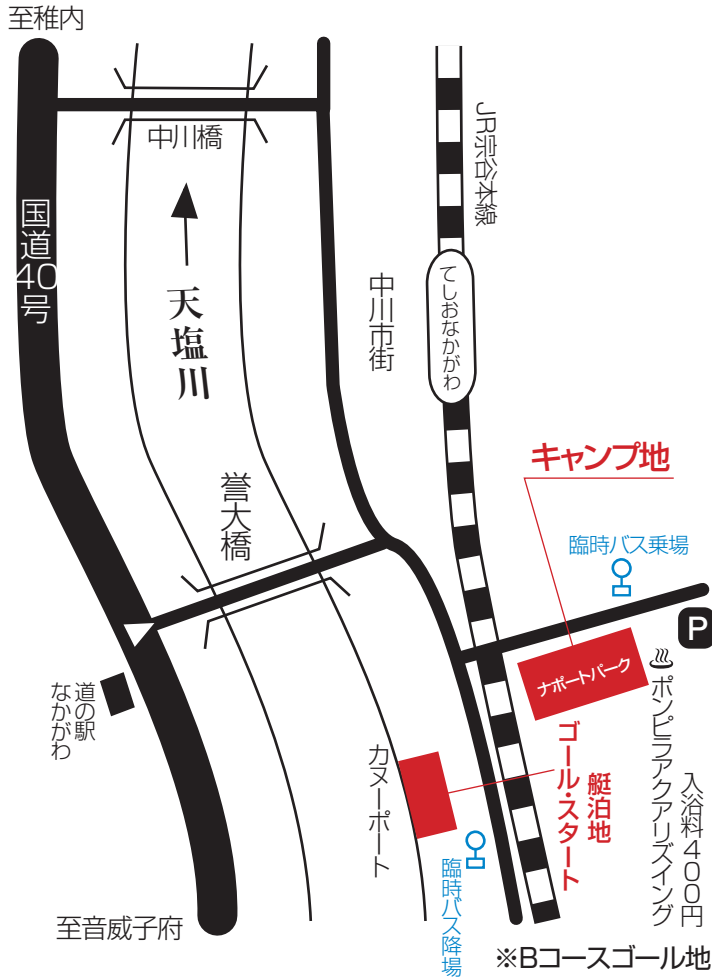 至稚内
中川橋
国道40号
天塩川
JR宗谷本線
てしおなかがわ
中川市街
誉大橋
キャンプ地
臨時バス乗場
P
ナポートパーク
ポンピラアクアリズイング
入浴料400円
道の駅
なかがわ
カヌーポート
艇泊地
ゴール・スタート
臨時バス降場
至音威子府
※Bコースゴール地